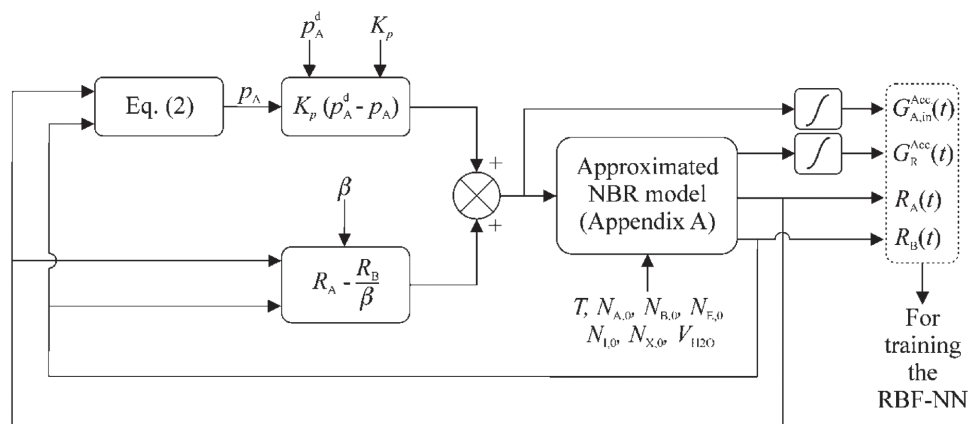 p_A^d
K_p
Eq. (2)
p_A
K_p (p_A^d - p_A)
+
+
β
R_A - R_B/β
Approximated
NBR model
(Appendix A)
T, N_A,0, N_B,0, N_E,0
N_I,0, N_X,0, V_H2O
∫
∫
G_A,in^Acc(t)
G_R^Acc(t)
R_A(t)
R_B(t)
For
training
the
RBF-NN